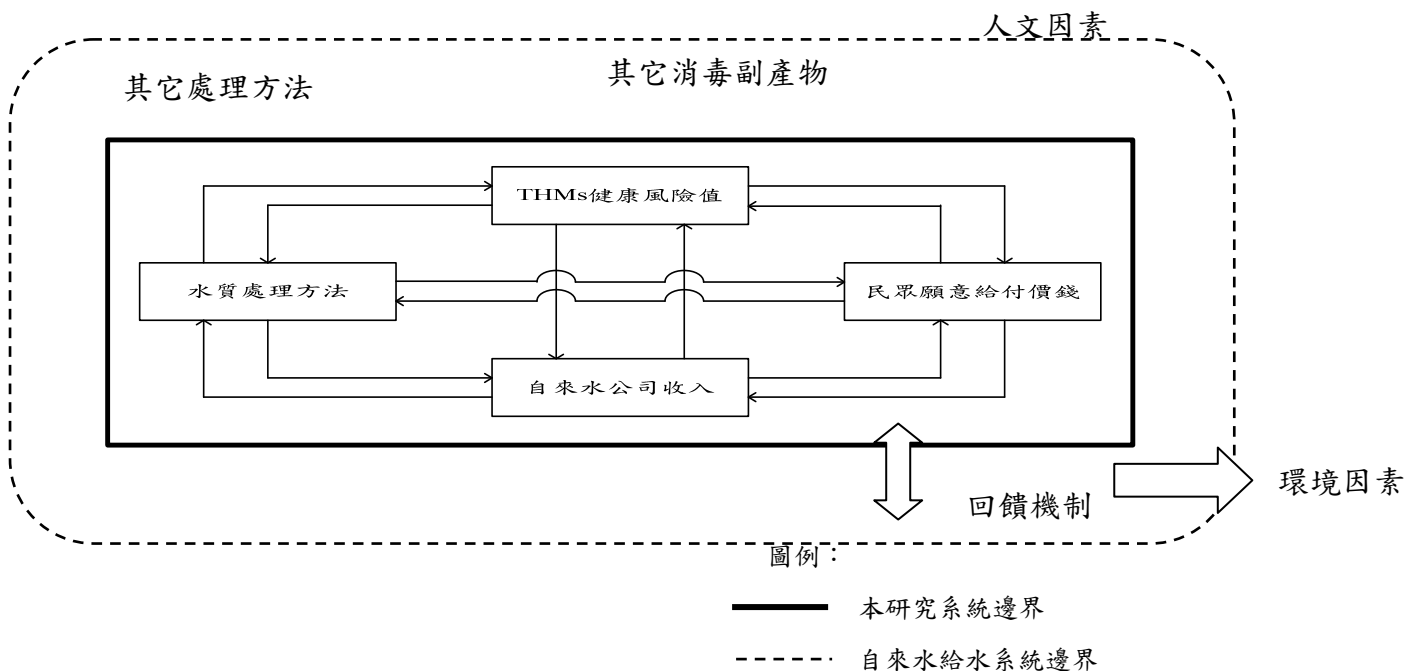 人文因素
其它消毒副產物
其它處理方法
THMs健康風險值
水質處理方法
民眾願意給付價錢
自來水公司收入
環境因素
回饋機制
圖例：
本研究系統邊界
自來水給水系統邊界